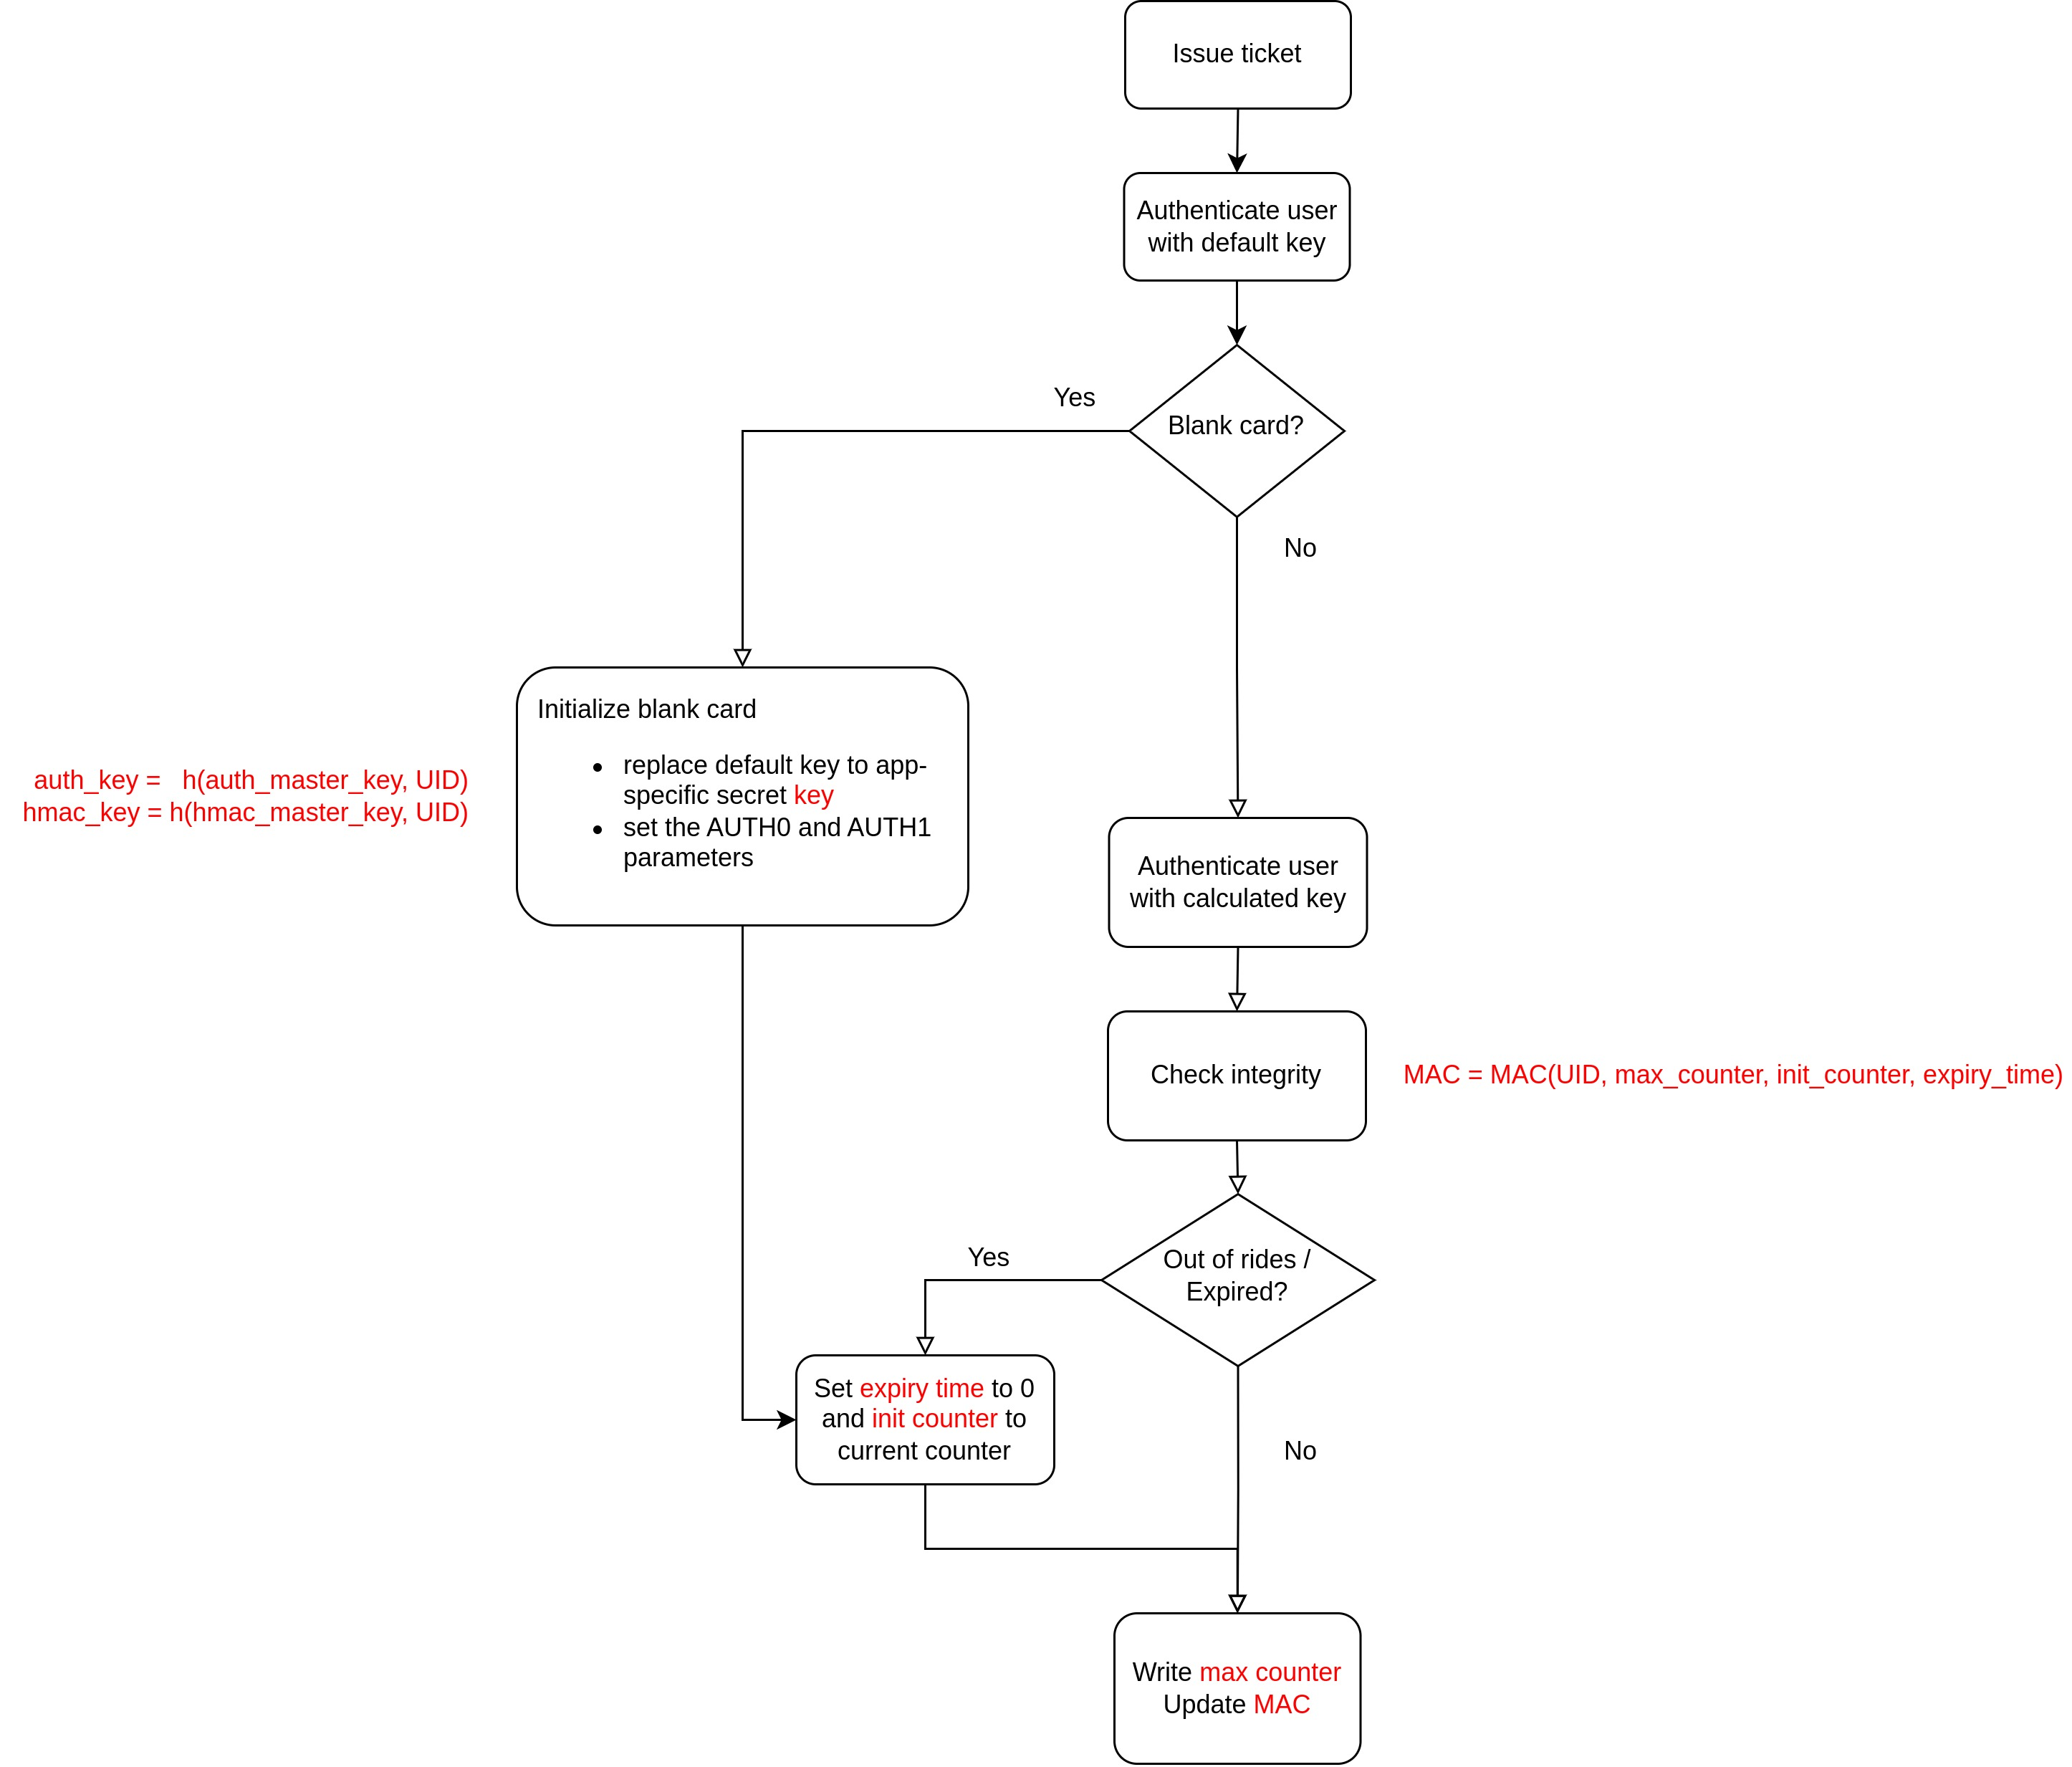 Issue ticket
Authenticate user
with default key
Blank card?
Yes
No
Initialize blank card
replace default key to app-
specific secret key
set the AUTH0 and AUTH1
parameters
auth_key = h(auth_master_key, UID)
hmac_key = h(hmac_master_key, UID)
Authenticate user
with calculated key
Check integrity
MAC = MAC(UID, max_counter, init_counter, expiry_time)
Out of rides /
Expired?
Yes
No
Set expiry time to 0
and init counter to
current counter
Write max counter
Update MAC